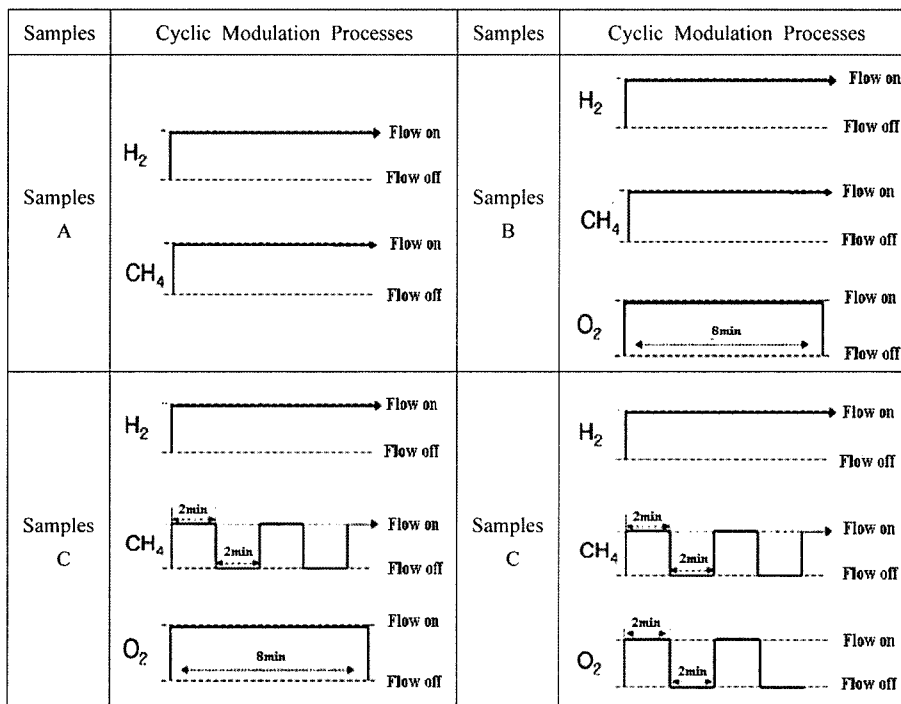 Samples Cyclic Modulation Processes Samples Cyclic Modulation Processes
Samples A
H2 Flow on Flow off
CH4 Flow on Flow off
Samples B
H2 Flow on Flow off
CH4 Flow on Flow off
O2 Flow on 8min Flow off
Samples C
H2 Flow on Flow off
CH4 2min 2min Flow on Flow off
O2 Flow on 8min Flow off
Samples C
H2 Flow on Flow off
CH4 2min 2min Flow on Flow off
O2 2min 2min Flow on Flow off